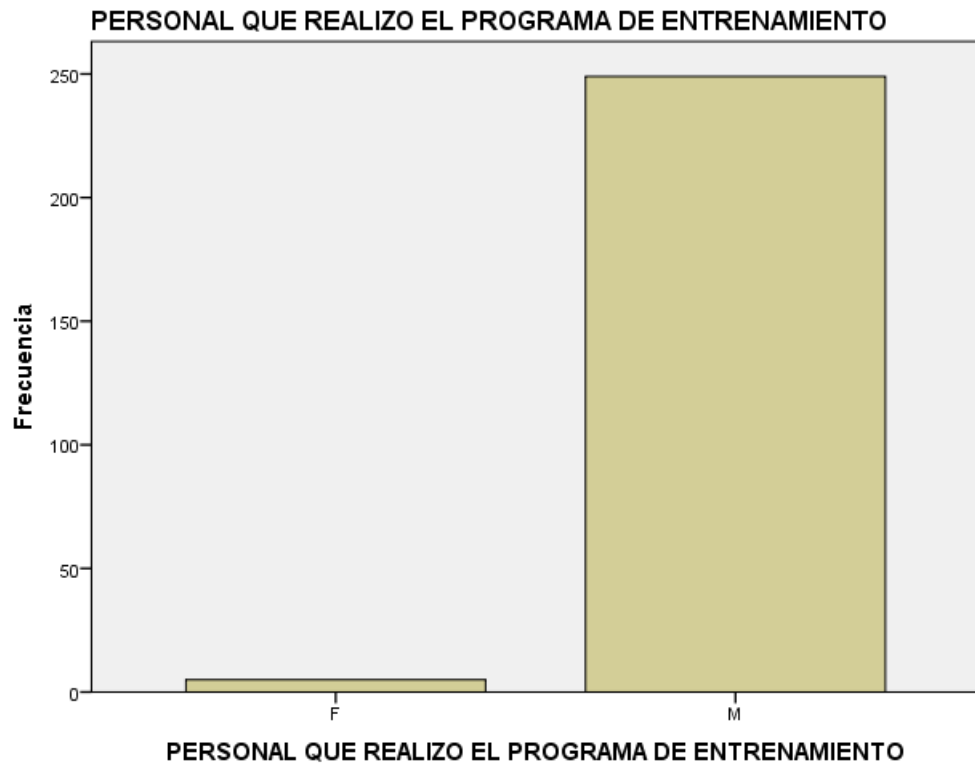 PERSONAL QUE REALIZO EL PROGRAMA DE ENTRENAMIENTO
250
200
150
100
50
0
Frecuencia
F
M
PERSONAL QUE REALIZO EL PROGRAMA DE ENTRENAMIENTO